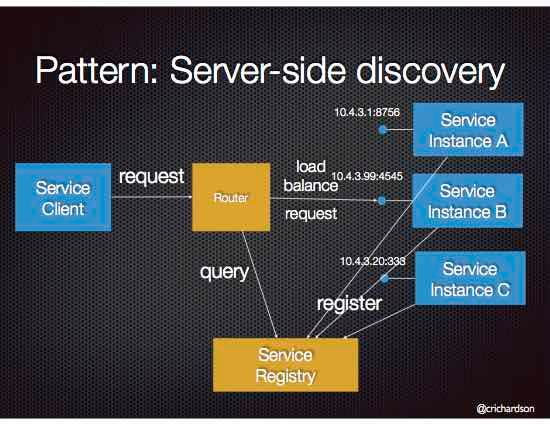 Pattern: Server-side discovery
10.4.3.1:8756
Service
Instance A
Service
Client
request
Router
load
balance
request
10.4.3.99:4545
Service
Instance B
query
10.4.3.20:333
Service
Instance C
register
Service
Registry
@crichardson